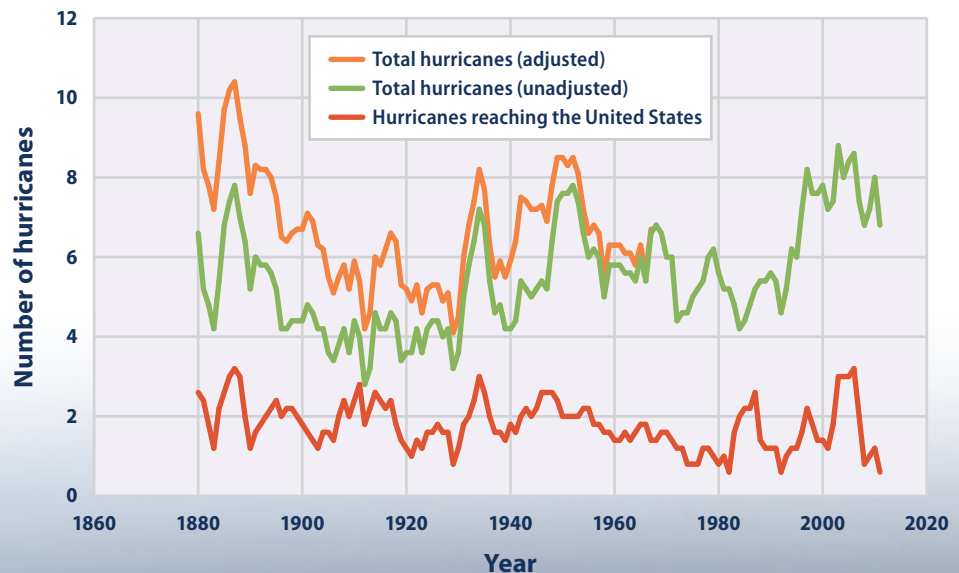 12
10
8
6
4
2
0
Number of hurricanes
Total hurricanes (adjusted)
Total hurricanes (unadjusted)
Hurricanes reaching the United States
1860 1880 1900 1920 1940 1960 1980 2000 2020
Year